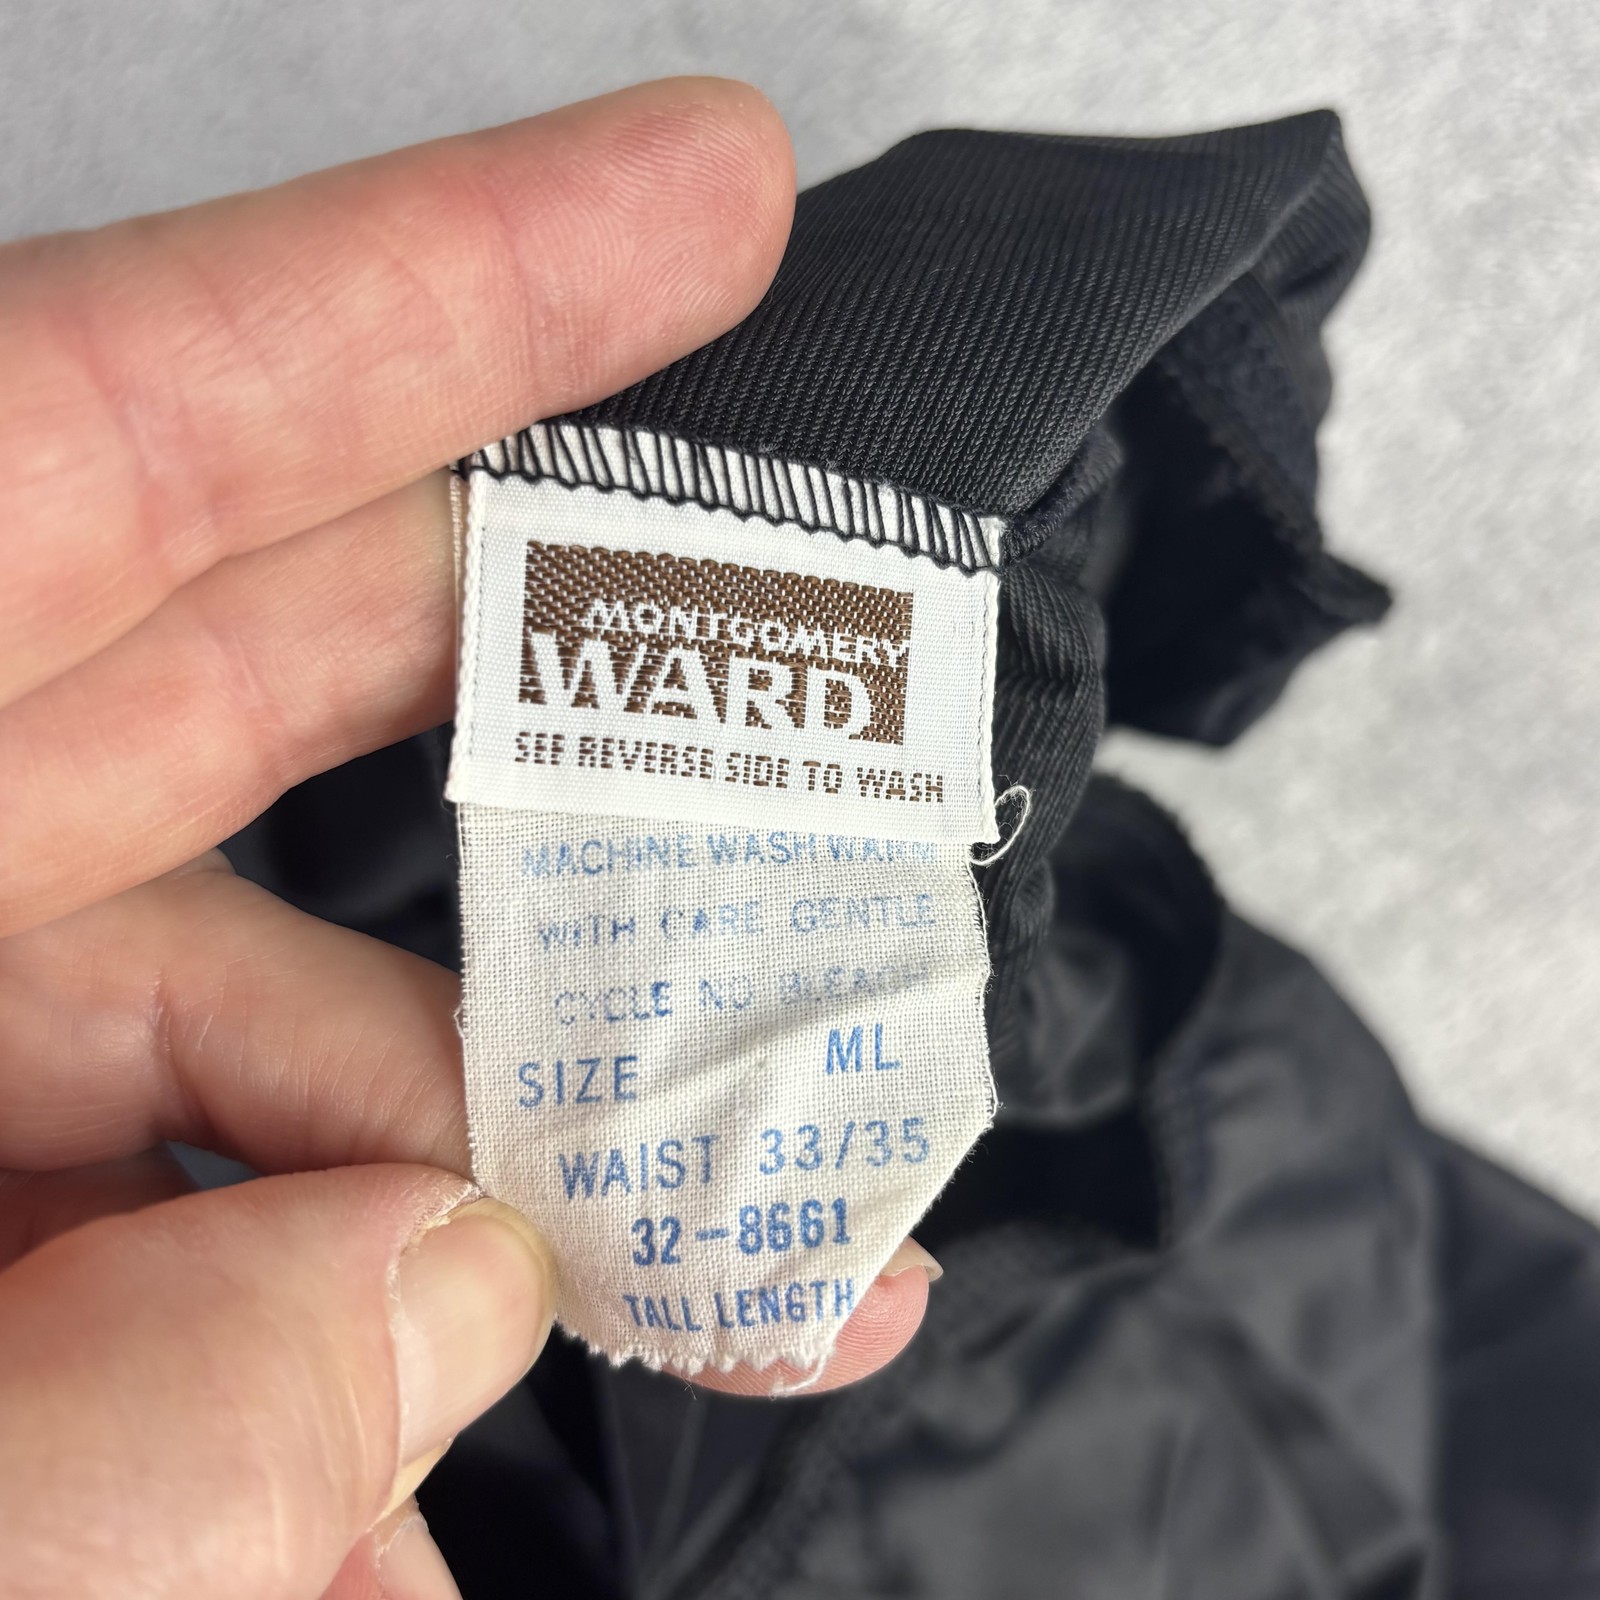 MONTGOMERY
WARD
SEE REVERSE SIDE TO WASH
MACHINE WASH WARM
WITH CARE GENTLE
CYCLE NO BLEACH
SIZE ML
WAIST 33/35
32-8661
TALL LENGTH